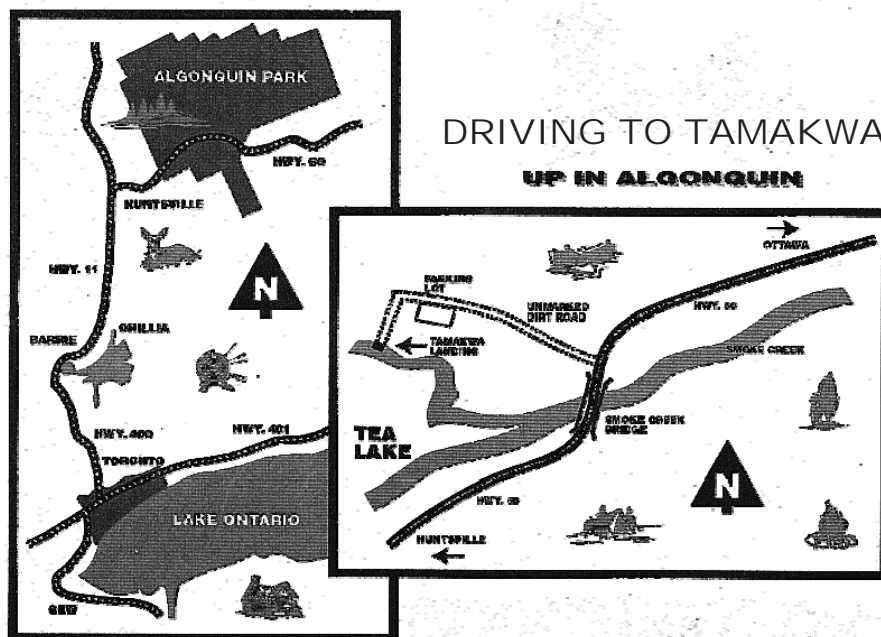 DRIVING TO TAMAKWA
UP IN ALGONQUIN
ALGONQUIN PARK
HWY. 60
HUNTSVILLE
HWY. 11
N
ORILLIA
BARRIE
HWY. 400
HWY. 401
TORONTO
LAKE ONTARIO
QEW
OTTAWA
PARKING
LOT
UNMARKED
DIRT ROAD
HWY. 60
TAMAKWA
LANDING
SMOKE CREEK
TEA
LAKE
SMOKE CREEK
BRIDGE
N
HWY. 60
HUNTSVILLE